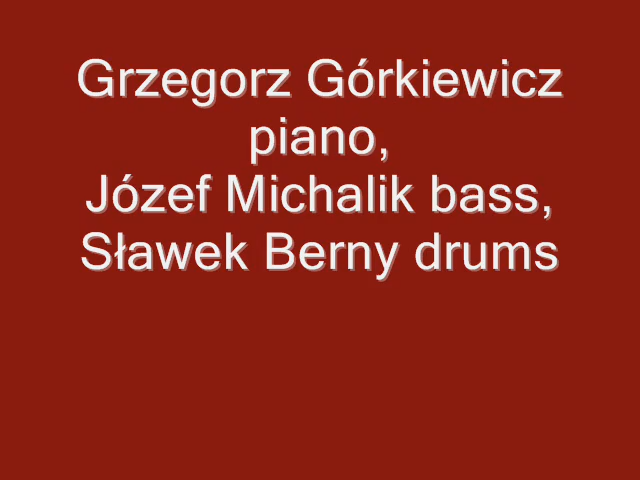 Grzegorz Górkiewicz
piano,
Józef Michalik bass,
Sławek Berny drums